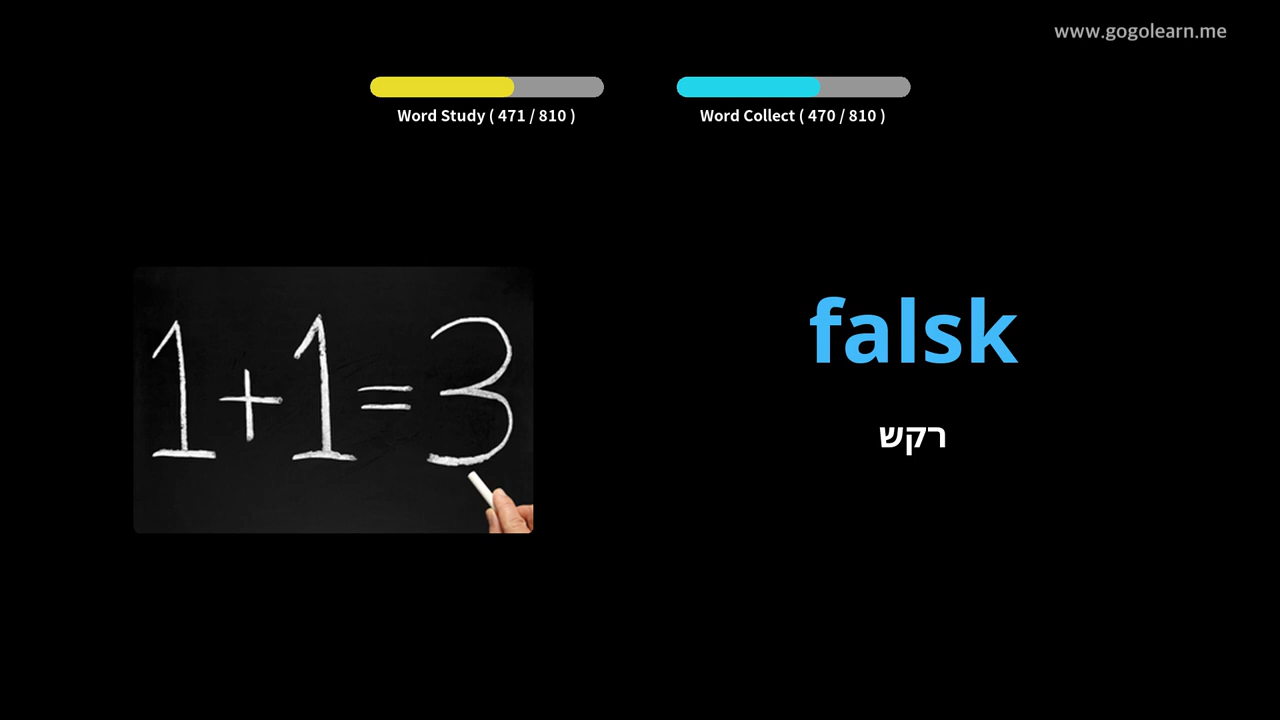 www.gogolearn.me
Word Study ( 471 / 810 )
Word Collect ( 470 / 810 )
1+1=3
falsk
רקש